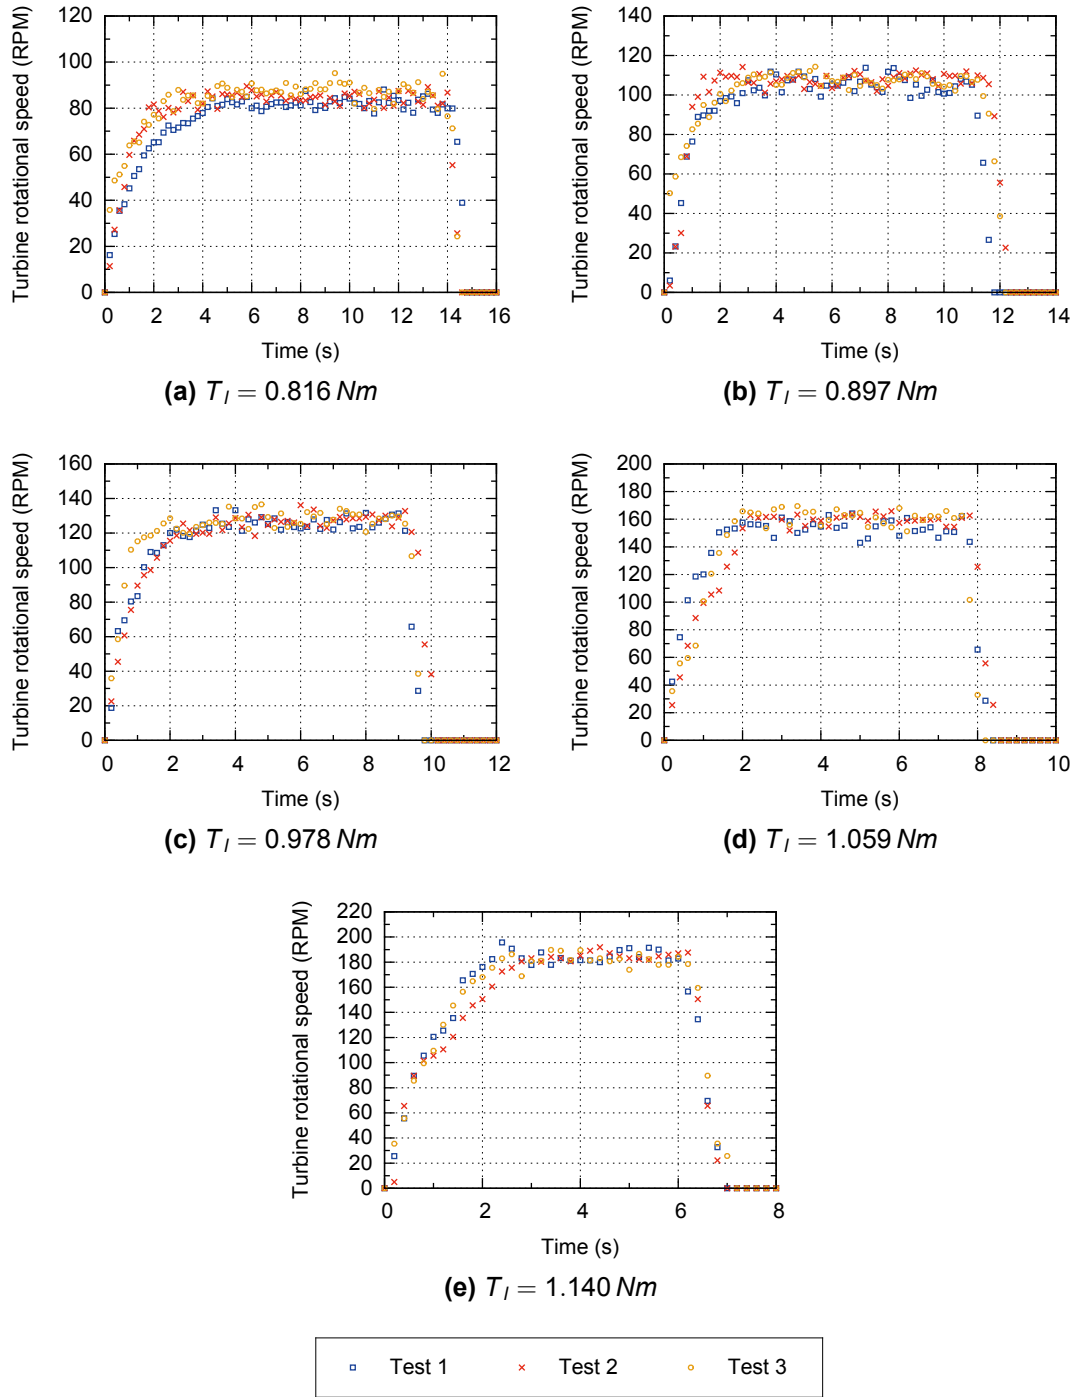 120
100
80
60
40
20
0
0 2 4 6 8 10 12 14 16
Turbine rotational speed (RPM)
Time (s)
(a) T_I = 0.816 Nm
140
120
100
80
60
40
20
0
0 2 4 6 8 10 12 14
Turbine rotational speed (RPM)
Time (s)
(b) T_I = 0.897 Nm
160
140
120
100
80
60
40
20
0
0 2 4 6 8 10 12
Turbine rotational speed (RPM)
Time (s)
(c) T_I = 0.978 Nm
200
180
160
140
120
100
80
60
40
20
0
0 2 4 6 8 10
Turbine rotational speed (RPM)
Time (s)
(d) T_I = 1.059 Nm
220
200
180
160
140
120
100
80
60
40
20
0
0 2 4 6 8
Turbine rotational speed (RPM)
Time (s)
(e) T_I = 1.140 Nm
Test 1 Test 2 Test 3